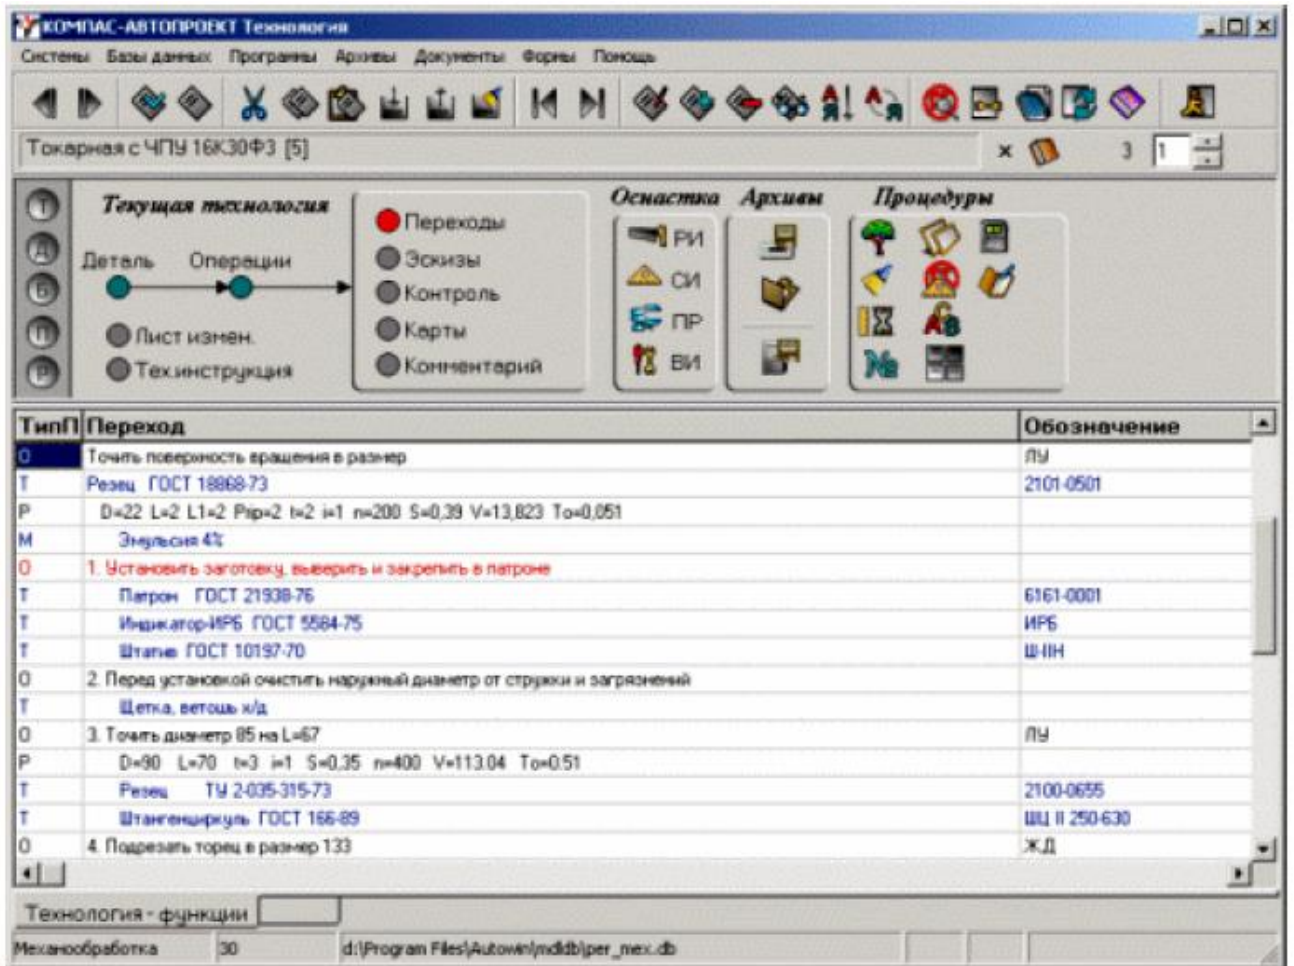 КОМПАС-АВТОПРОЕКТ Технология
Системы Базы данных Программы Архивы Документы Формы Помощь
Токарная с ЧПУ 16К30Ф3 [5] 3 1
Текущая технология Оснастка Архивы Процедуры
Т
Д
Б
П
Р
Деталь Операции
Лист измен.
Тех.инструкция
Переходы
Эскизы
Контроль
Карты
Комментарий
РИ
СИ
ПР
ВИ
ТипП Переход Обозначение
О Точить поверхность вращения в размер ЛУ
Т Резец ГОСТ 18868-73 2101-0501
Р D=22 L=2 L1=2 Pпр=2 t=2 i=1 n=200 S=0,39 V=13,823 To=0,051
М Эмульсия 4%
О 1. Установить заготовку, выверить и закрепить в патроне
Т Патрон ГОСТ 21938-76 6161-0001
Т Индикатор-ИРБ ГОСТ 5584-75 ИРБ
Т Штатив ГОСТ 10197-70 Ш-IIН
О 2. Перед установкой очистить наружный диаметр от стружки и загрязнений
Т Щетка, ветошь х/д
О 3. Точить диаметр 85 на L=67 ЛУ
Р D=90 L=70 t=3 i=1 S=0,35 n=400 V=113.04 To=0.51
Т Резец ТУ 2-035-315-73 2100-0655
Т Штангенциркуль ГОСТ 166-89 ШЦ II 250-630
О 4. Подрезать торец в размер 133 ЖД
Технология - функции
Механообработка 30 d:\Program Files\Autowin\mdldb\per_mex.db